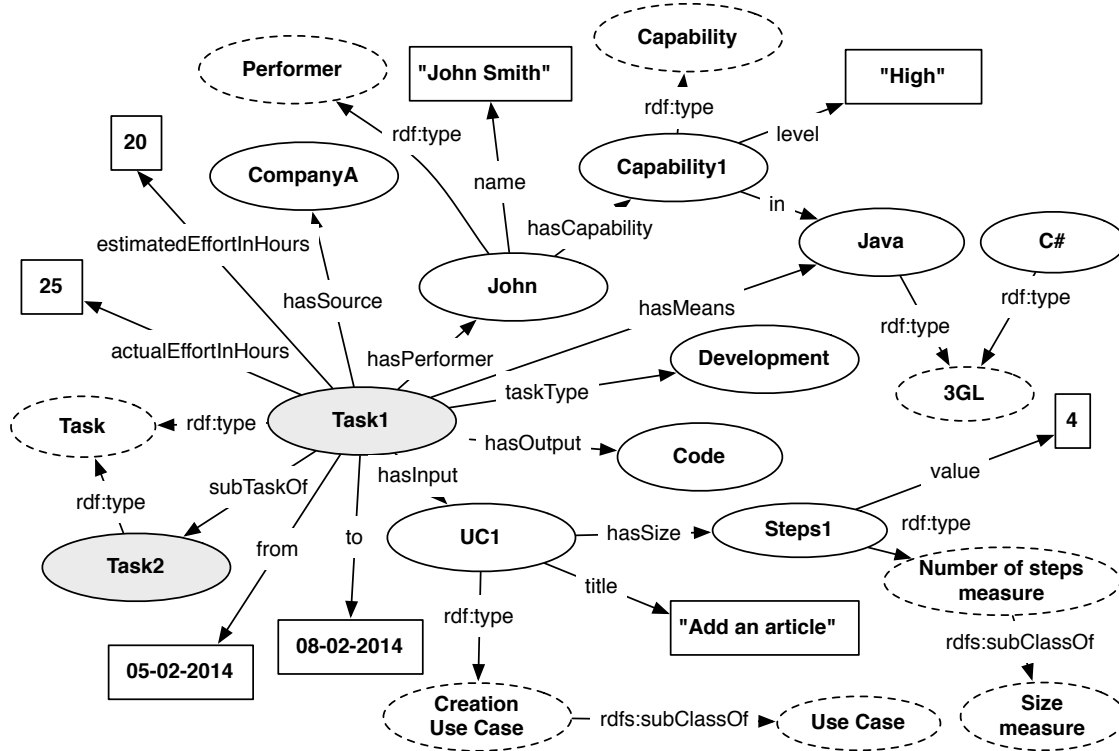 Capability
Performer
"John Smith"
"High"
rdf:type
rdf:type
level
20
CompanyA
Capability1
name
in
hasCapability
estimatedEffortInHours
Java
C#
25
hasSource
John
hasMeans
rdf:type
rdf:type
actualEffortInHours
hasPerformer
Development
taskType
3GL
Task
rdf:type
Task1
4
hasOutput
Code
value
subTaskOf
hasInput
rdf:type
from
to
UC1
hasSize
Steps1
rdf:type
Task2
title
Number of steps
measure
rdf:type
"Add an article"
08-02-2014
05-02-2014
rdfs:subClassOf
Creation
Use Case
rdfs:subClassOf
Use Case
Size
measure